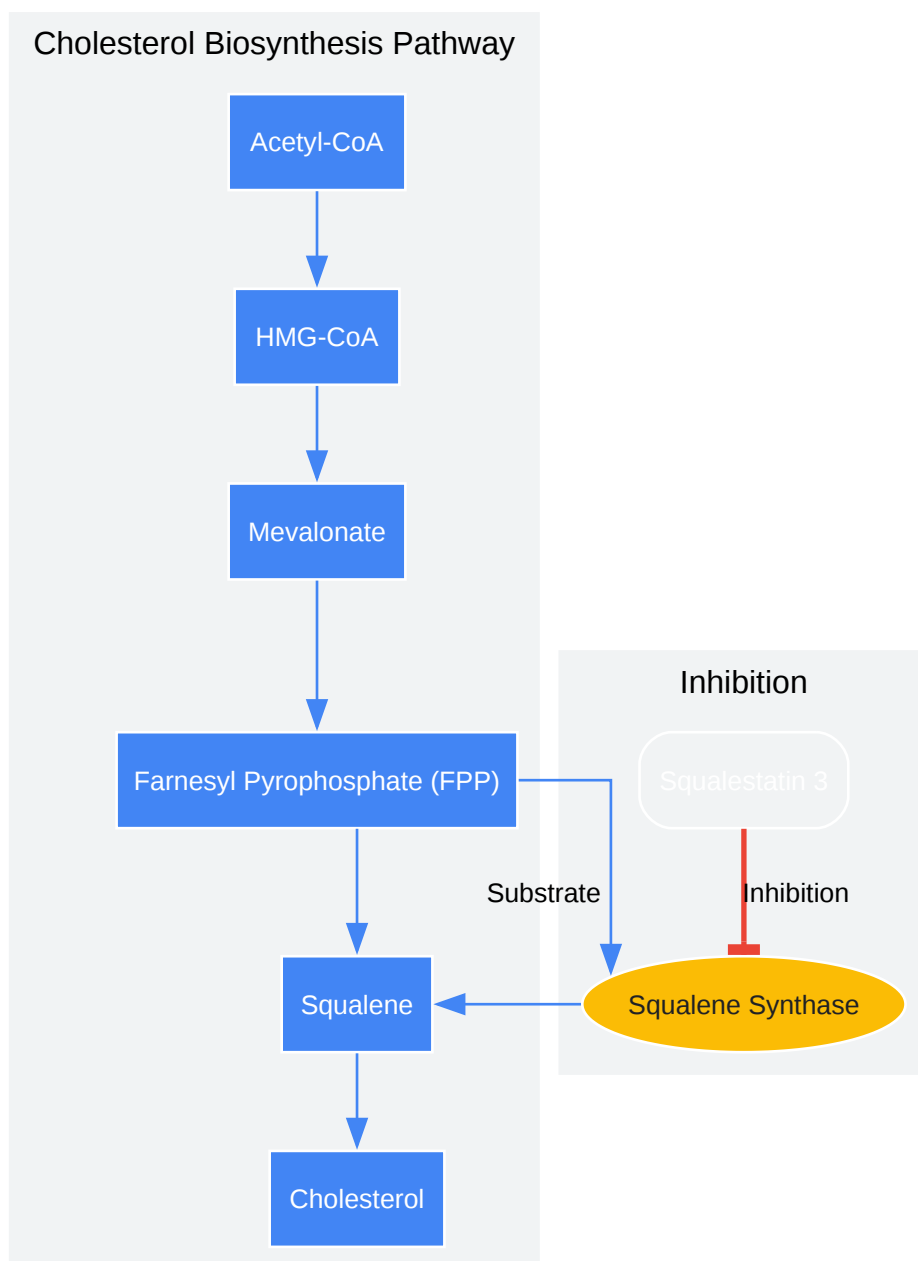 Cholesterol Biosynthesis Pathway
Acetyl-CoA
HMG-CoA
Mevalonate
Inhibition
Farnesyl Pyrophosphate (FPP)
Squalestatin 3
Substrate
Inhibition
Squalene
Squalene Synthase
Cholesterol